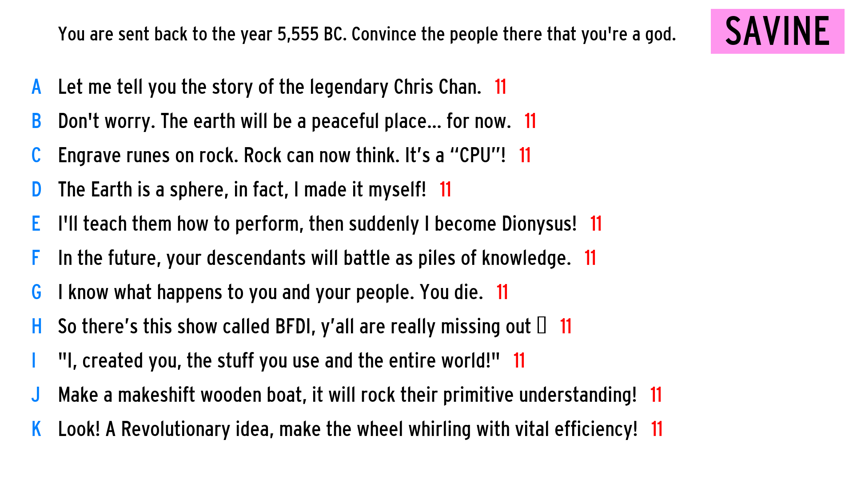 You are sent back to the year 5,555 BC. Convince the people there that you're a god.
SAVINE
A Let me tell you the story of the legendary Chris Chan. 11
B Don't worry. The earth will be a peaceful place... for now. 11
C Engrave runes on rock. Rock can now think. It’s a “CPU”! 11
D The Earth is a sphere, in fact, I made it myself! 11
E I'll teach them how to perform, then suddenly I become Dionysus! 11
F In the future, your descendants will battle as piles of knowledge. 11
G I know what happens to you and your people. You die. 11
H So there’s this show called BFDI, y’all are really missing out 11
I "I, created you, the stuff you use and the entire world!" 11
J Make a makeshift wooden boat, it will rock their primitive understanding! 11
K Look! A Revolutionary idea, make the wheel whirling with vital efficiency! 11